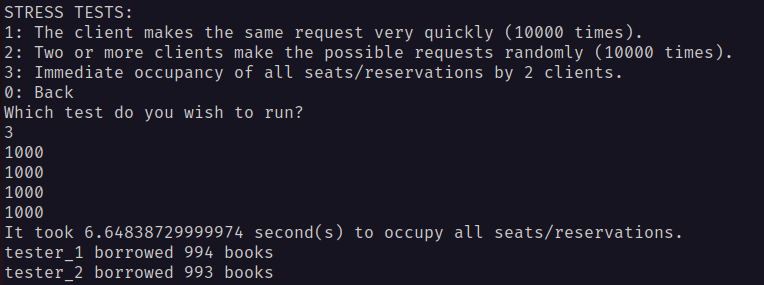 STRESS TESTS:
1: The client makes the same request very quickly (10000 times).
2: Two or more clients make the possible requests randomly (10000 times).
3: Immediate occupancy of all seats/reservations by 2 clients.
0: Back
Which test do you wish to run?
3
1000
1000
1000
1000
It took 6.64838729999974 second(s) to occupy all seats/reservations.
tester_1 borrowed 994 books
tester_2 borrowed 993 books